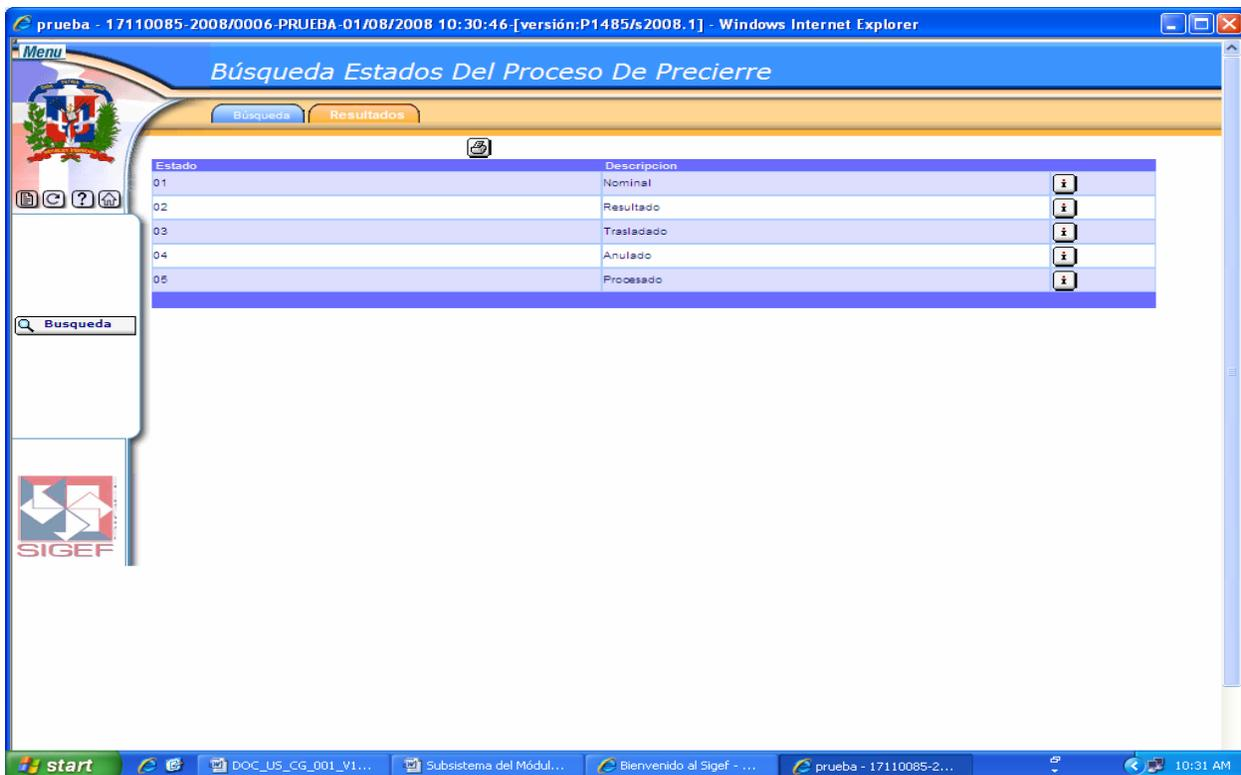 prueba - 17110085-2008/0006-PRUEBA-01/08/2008 10:30:46-[versión:P1485/s2008.1] - Windows Internet Explorer
Menu
Búsqueda Estados Del Proceso De Precierre
Búsqueda Resultados
Estado Descripcion
01 Nominal
02 Resultado
03 Trasladado
04 Anulado
05 Procesado
Busqueda
SIGEF
start DOC_US_CG_001_V1... Subsistema del Módul... Bienvenido al Sigef - ... prueba - 17110085-2... 10:31 AM